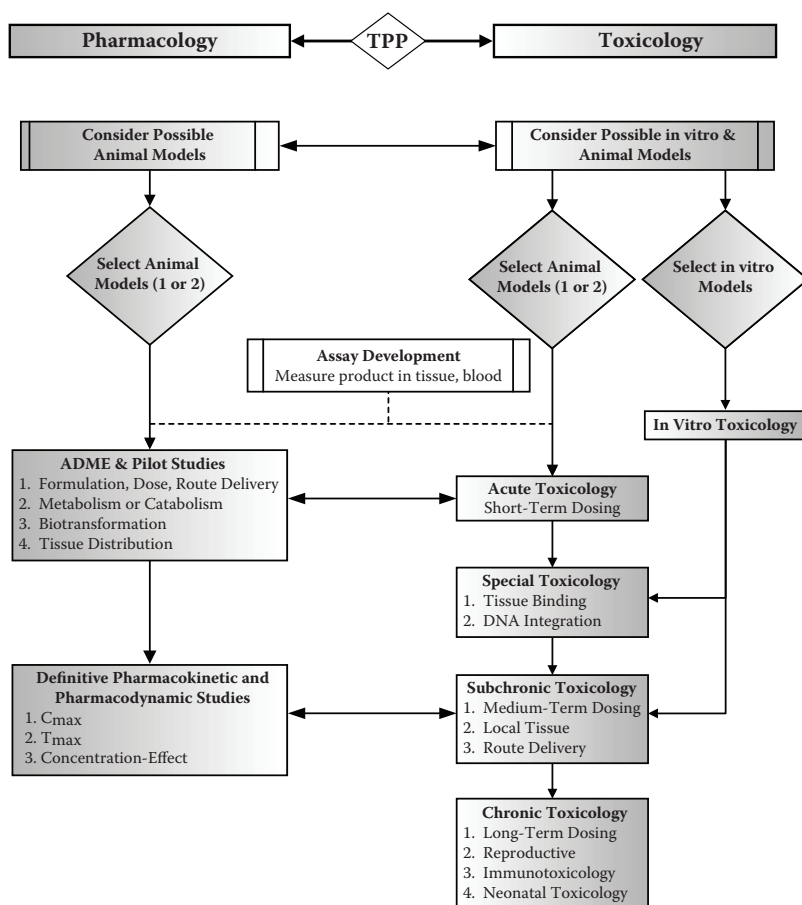 Pharmacology
TPP
Toxicology
Consider Possible
Animal Models
Consider Possible in vitro &
Animal Models
Select Animal
Models (1 or 2)
Select Animal
Models (1 or 2)
Select in vitro
Models
Assay Development
Measure product in tissue, blood
In Vitro Toxicology
ADME & Pilot Studies
1. Formulation, Dose, Route Delivery
2. Metabolism or Catabolism
3. Biotransformation
4. Tissue Distribution
Acute Toxicology
Short-Term Dosing
Special Toxicology
1. Tissue Binding
2. DNA Integration
Definitive Pharmacokinetic and
Pharmacodynamic Studies
1. Cmax
2. Tmax
3. Concentration-Effect
Subchronic Toxicology
1. Medium-Term Dosing
2. Local Tissue
3. Route Delivery
Chronic Toxicology
1. Long-Term Dosing
2. Reproductive
3. Immunotoxicology
4. Neonatal Toxicology